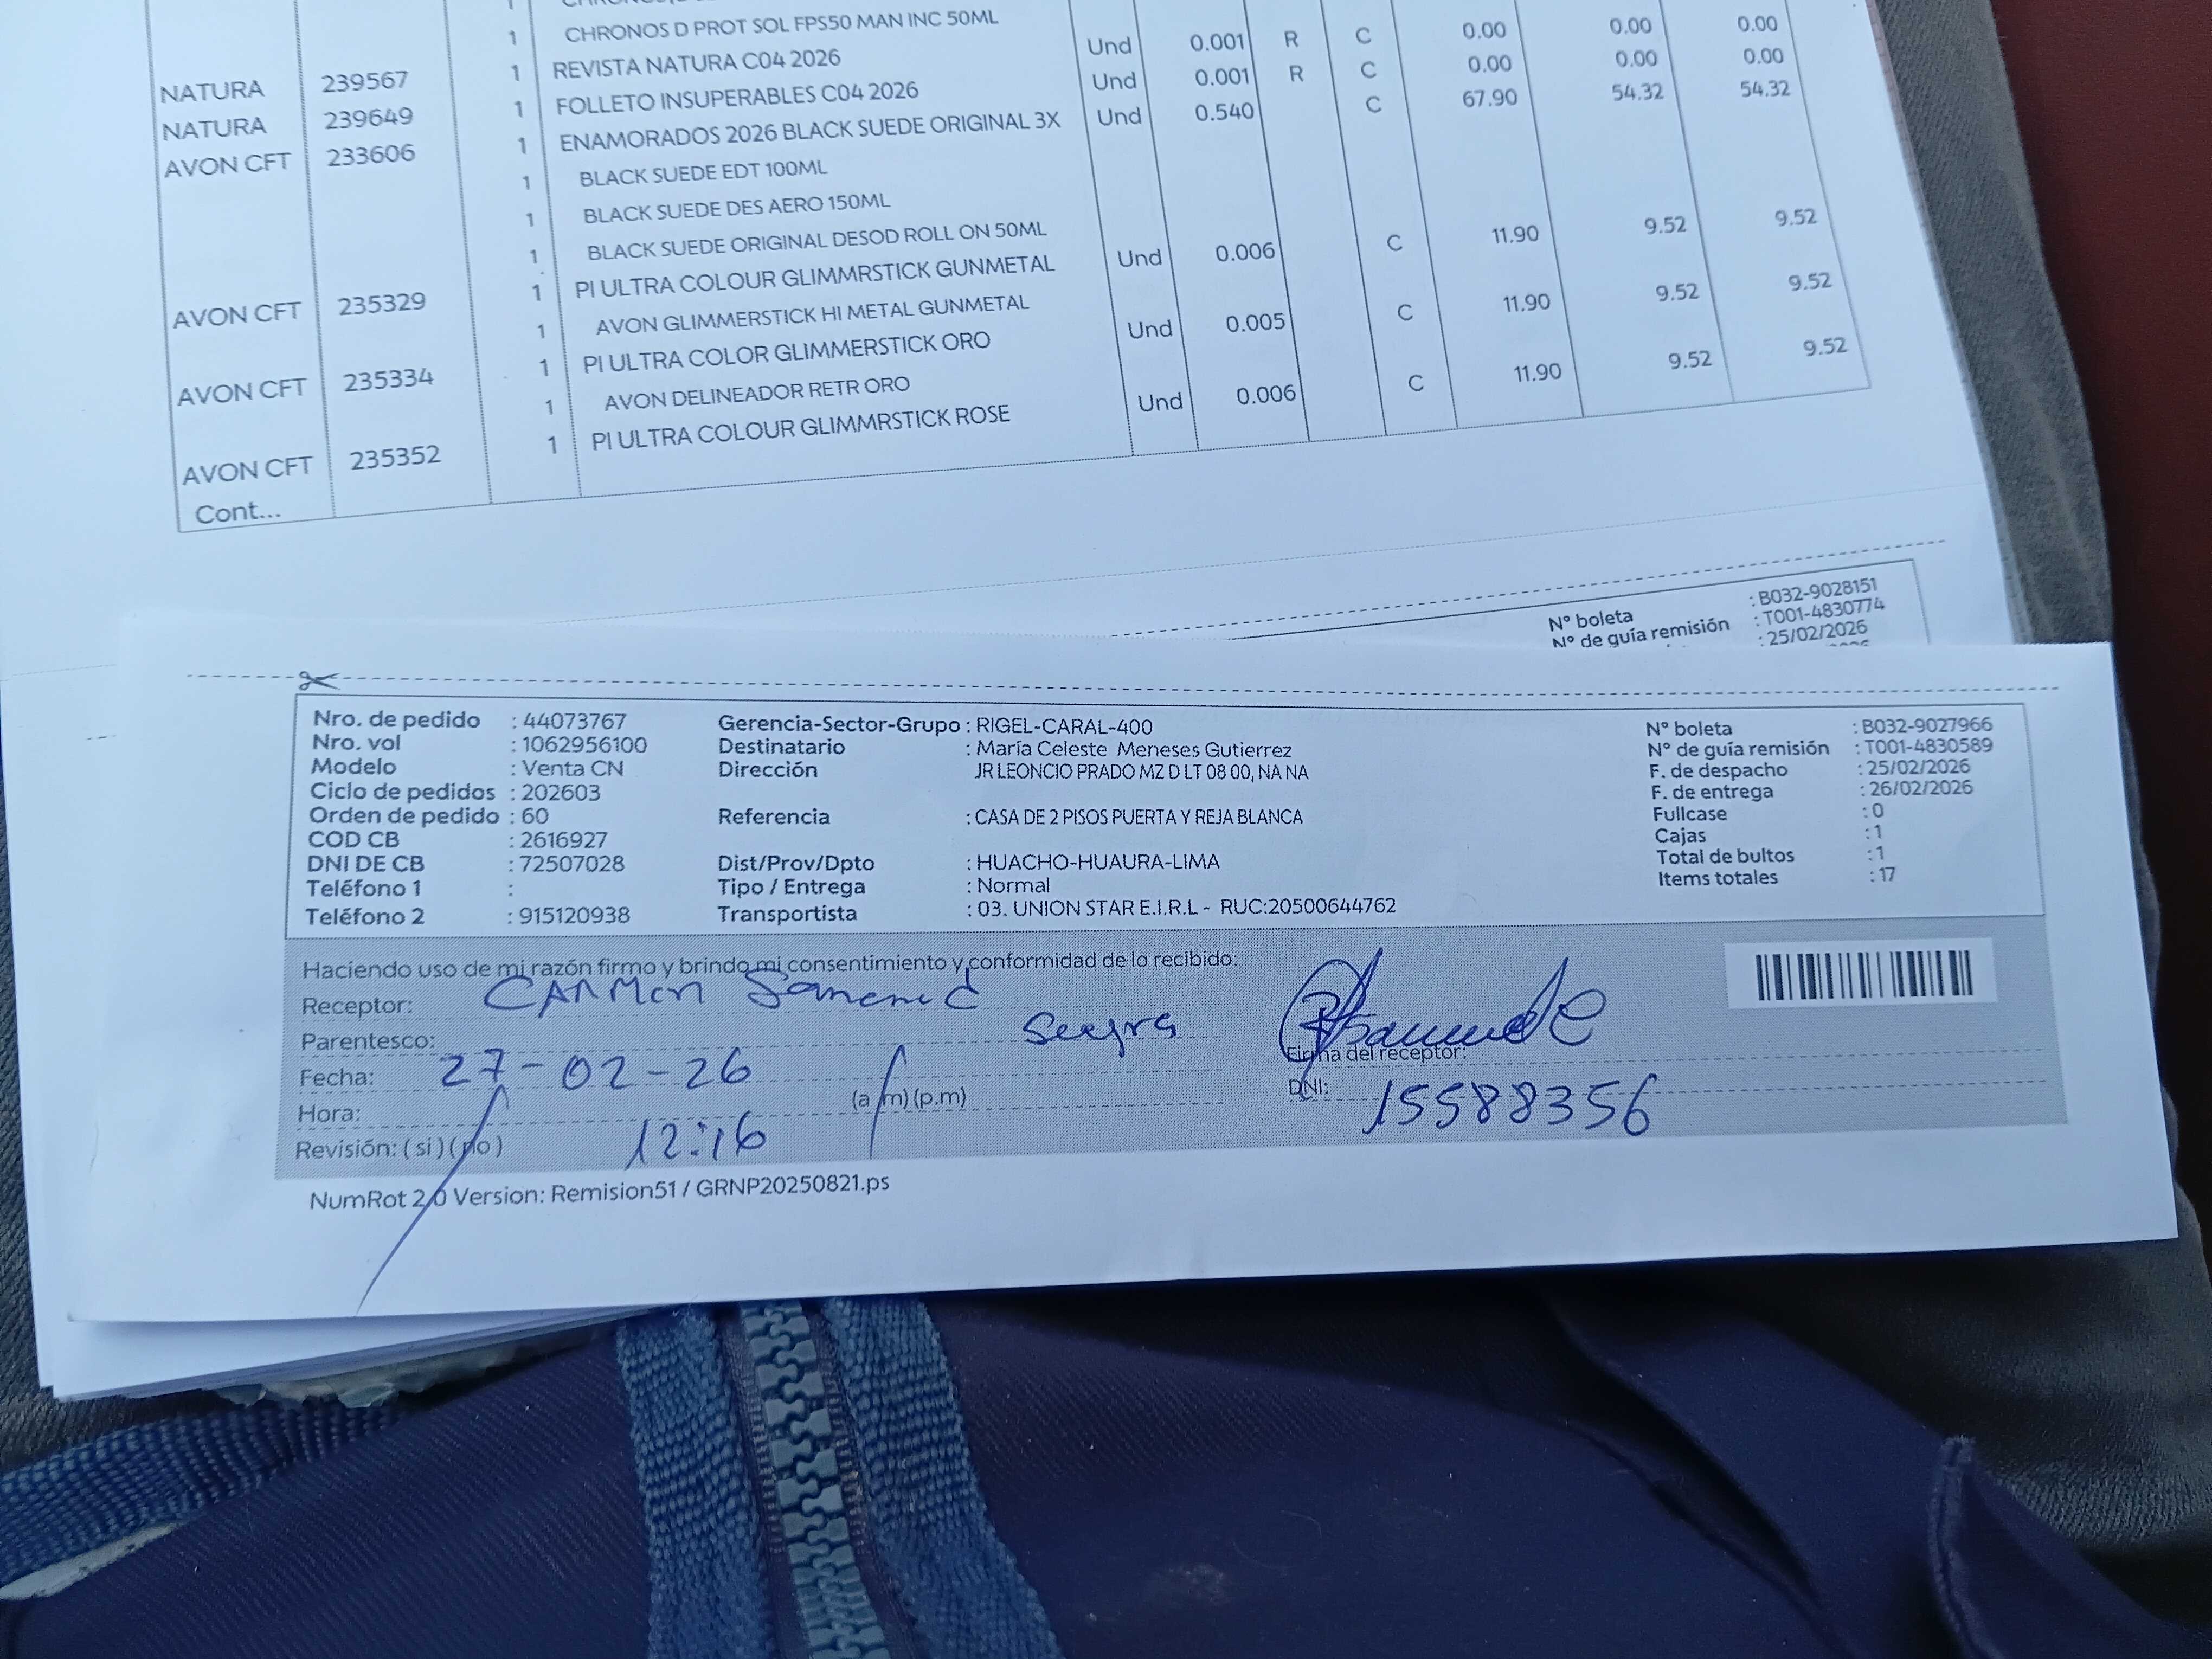 1 CHRONOS D PROT SOL FPS50 MAN INC 50ML
NATURA 239567 1 REVISTA NATURA C04 2026 Und 0.001 R C 0.00 0.00 0.00
NATURA 239649 1 FOLLETO INSUPERABLES C04 2026 Und 0.001 R C 0.00 0.00 0.00
AVON CFT 233606 1 ENAMORADOS 2026 BLACK SUEDE ORIGINAL 3X Und 0.540 C 67.90 54.32 54.32
1 BLACK SUEDE EDT 100ML
1 BLACK SUEDE DES AERO 150ML
1 BLACK SUEDE ORIGINAL DESOD ROLL ON 50ML
AVON CFT 235329 1 PI ULTRA COLOUR GLIMMRSTICK GUNMETAL Und 0.006 C 11.90 9.52 9.52
1 AVON GLIMMERSTICK HI METAL GUNMETAL
AVON CFT 235334 1 PI ULTRA COLOR GLIMMERSTICK ORO Und 0.005 C 11.90 9.52 9.52
1 AVON DELINEADOR RETR ORO
AVON CFT 235352 1 PI ULTRA COLOUR GLIMMRSTICK ROSE Und 0.006 C 11.90 9.52 9.52
Cont...
N° boleta : B032-9028151
N° de guía remisión : T001-4830774
: 25/02/2026
Nro. de pedido : 44073767 Gerencia-Sector-Grupo : RIGEL-CARAL-400 N° boleta : B032-9027966
Nro. vol : 1062956100 Destinatario : María Celeste Meneses Gutierrez N° de guía remisión : T001-4830589
Modelo : Venta CN Dirección JR LEONCIO PRADO MZ D LT 08 00, NA NA F. de despacho : 25/02/2026
Ciclo de pedidos : 202603 F. de entrega : 26/02/2026
Orden de pedido : 60 Referencia : CASA DE 2 PISOS PUERTA Y REJA BLANCA Fullcase : 0
COD CB : 2616927 Cajas : 1
DNI DE CB : 72507028 Dist/Prov/Dpto : HUACHO-HUAURA-LIMA Total de bultos : 1
Teléfono 1 : Tipo / Entrega : Normal Items totales : 17
Teléfono 2 : 915120938 Transportista : 03. UNION STAR E.I.R.L - RUC:20500644762
Haciendo uso de mi razón firmo y brindo mi consentimiento y conformidad de lo recibido:
Receptor: CARMEN
Parentesco: Suegra Firma del receptor:
Fecha: 27-02-26
Hora: 12:16 (a.m) (p.m) DNI: 15588356
Revisión: ( si ) ( no )
NumRot 2.0 Version: Remision51 / GRNP20250821.ps